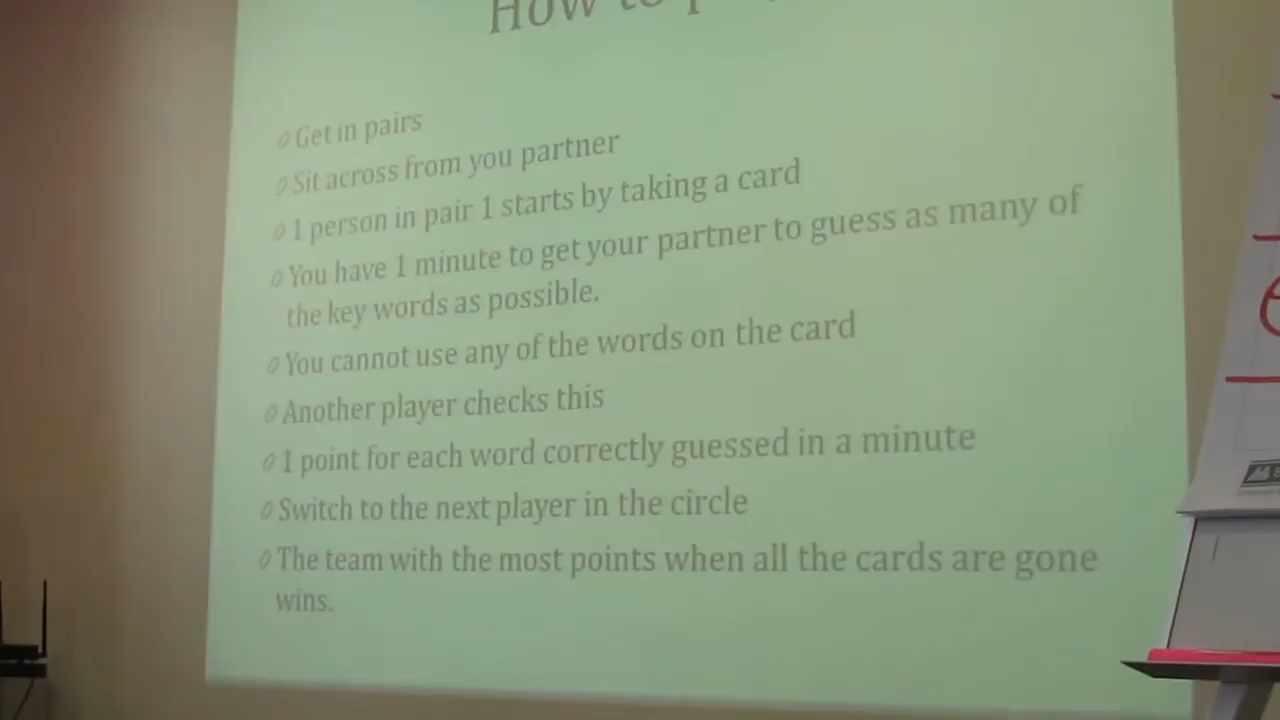 How to
Get in pairs
Sit across from you partner
1 person in pair 1 starts by taking a card
You have 1 minute to get your partner to guess as many of
the key words as possible.
You cannot use any of the words on the card
Another player checks this
1 point for each word correctly guessed in a minute
Switch to the next player in the circle
The team with the most points when all the cards are gone
wins.